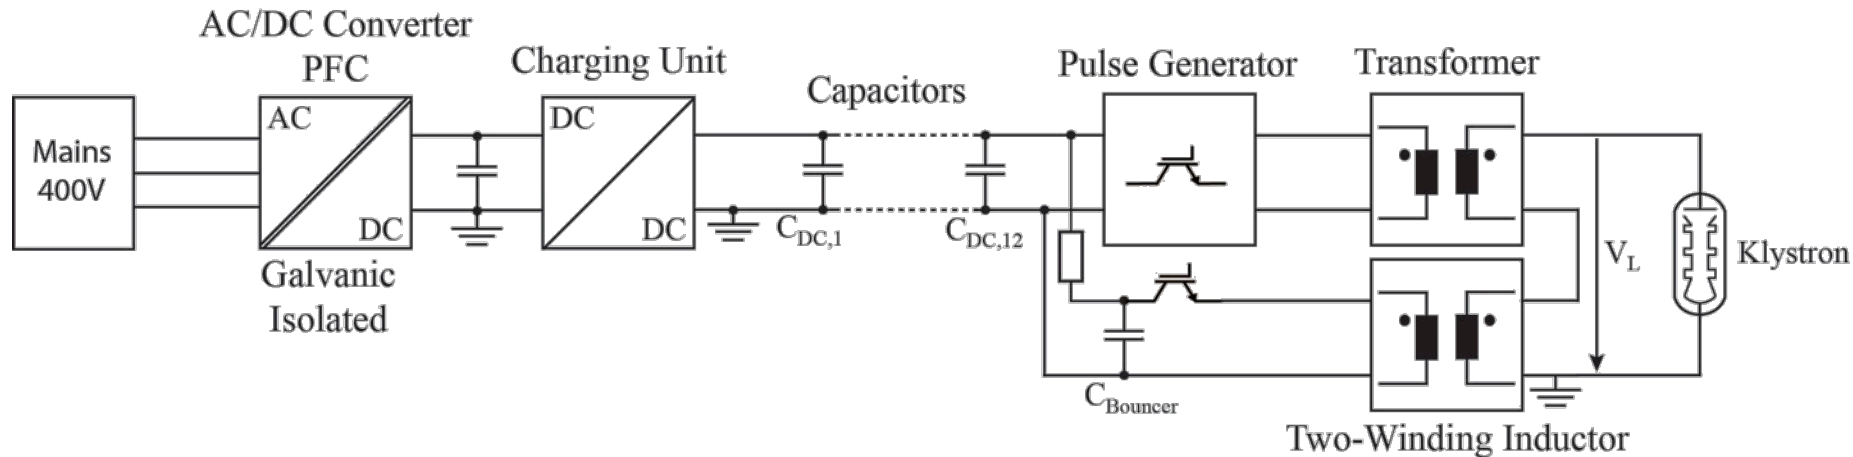 AC/DC Converter
PFC
Charging Unit
Capacitors
Pulse Generator
Transformer
Mains
400V
AC
DC
DC
DC
C_DC,1
C_DC,12
V_L
Klystron
Galvanic
Isolated
C_Bouncer
Two-Winding Inductor